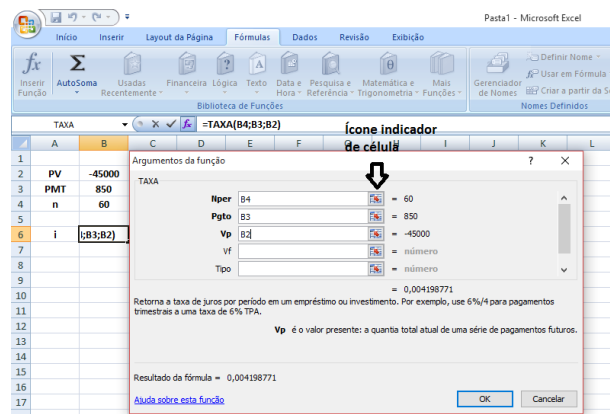 Pasta1 - Microsoft Excel
Início Inserir Layout da Página Fórmulas Dados Revisão Exibição
Inserir Função
AutoSoma
Usadas Recentemente
Financeira
Lógica
Texto
Data e Hora
Pesquisa e Referência
Matemática e Trigonometria
Mais Funções
Gerenciador de Nomes
Definir Nome
Usar em Fórmula
Criar a partir da S
Biblioteca de Funções
Nomes Definidos
TAXA
fx =TAXA(B4;B3;B2)
ícone indicador
de célula
A B C D E F G H I J K L
1
2 PV -45000
3 PMT 850
4 n 60
5
6 i i;B3;B2)
7
8
9
10
11
12
13
14
15
16
17
Argumentos da função ? X
TAXA
Nper B4 = 60
Pgto B3 = 850
Vp B2 = -45000
Vf = número
Tipo = número
= 0,004198771
Retorna a taxa de juros por período em um empréstimo ou investimento. Por exemplo, use 6%/4 para pagamentos
trimestrais a uma taxa de 6% TPA.
Vp é o valor presente: a quantia total atual de uma série de pagamentos futuros.
Resultado da fórmula = 0,004198771
Ajuda sobre esta função
OK Cancelar